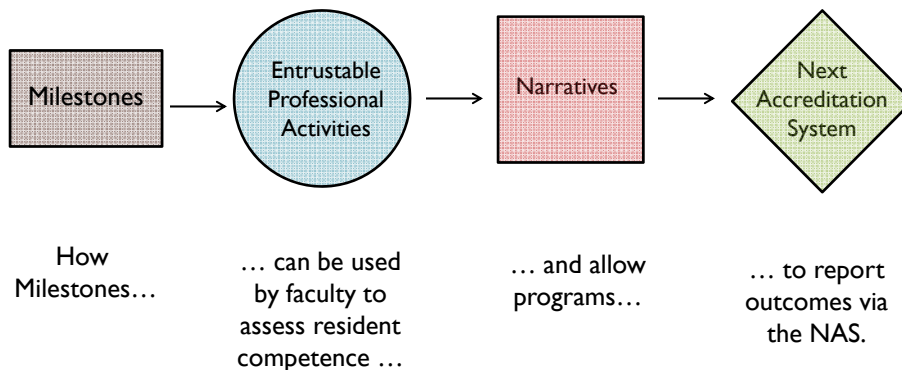 Milestones
Entrustable
Professional
Activities
Narratives
Next
Accreditation
System
How
Milestones…
… can be used
by faculty to
assess resident
competence …
… and allow
programs…
… to report
outcomes via
the NAS.